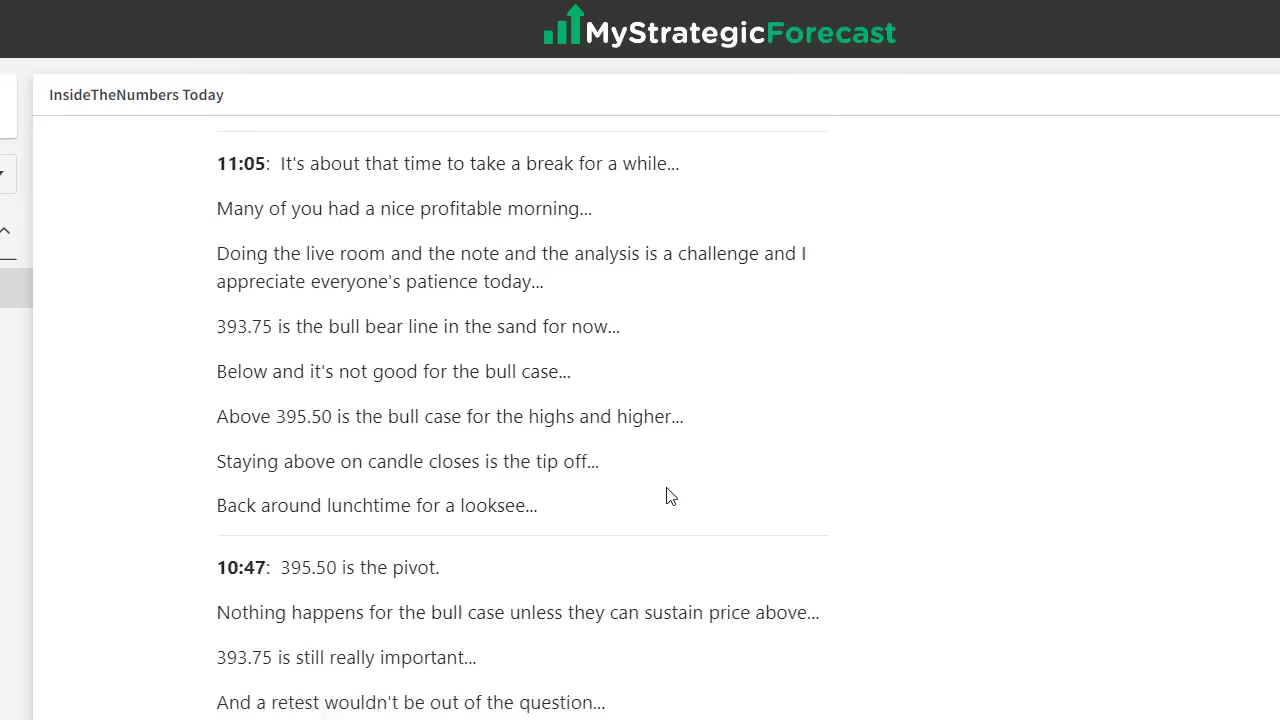 MyStrategicForecast
InsideTheNumbers Today
11:05:  It's about that time to take a break for a while...
Many of you had a nice profitable morning...
Doing the live room and the note and the analysis is a challenge and I
appreciate everyone's patience today...
393.75 is the bull bear line in the sand for now...
Below and it's not good for the bull case...
Above 395.50 is the bull case for the highs and higher...
Staying above on candle closes is the tip off...
Back around lunchtime for a looksee...
10:47:  395.50 is the pivot.
Nothing happens for the bull case unless they can sustain price above...
393.75 is still really important...
And a retest wouldn't be out of the question...